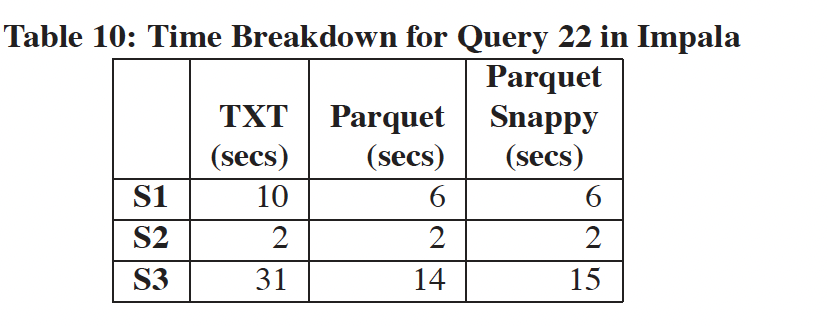 Table 10: Time Breakdown for Query 22 in Impala
TXT (secs) Parquet (secs) Parquet Snappy (secs)
S1 10 6 6
S2 2 2 2
S3 31 14 15